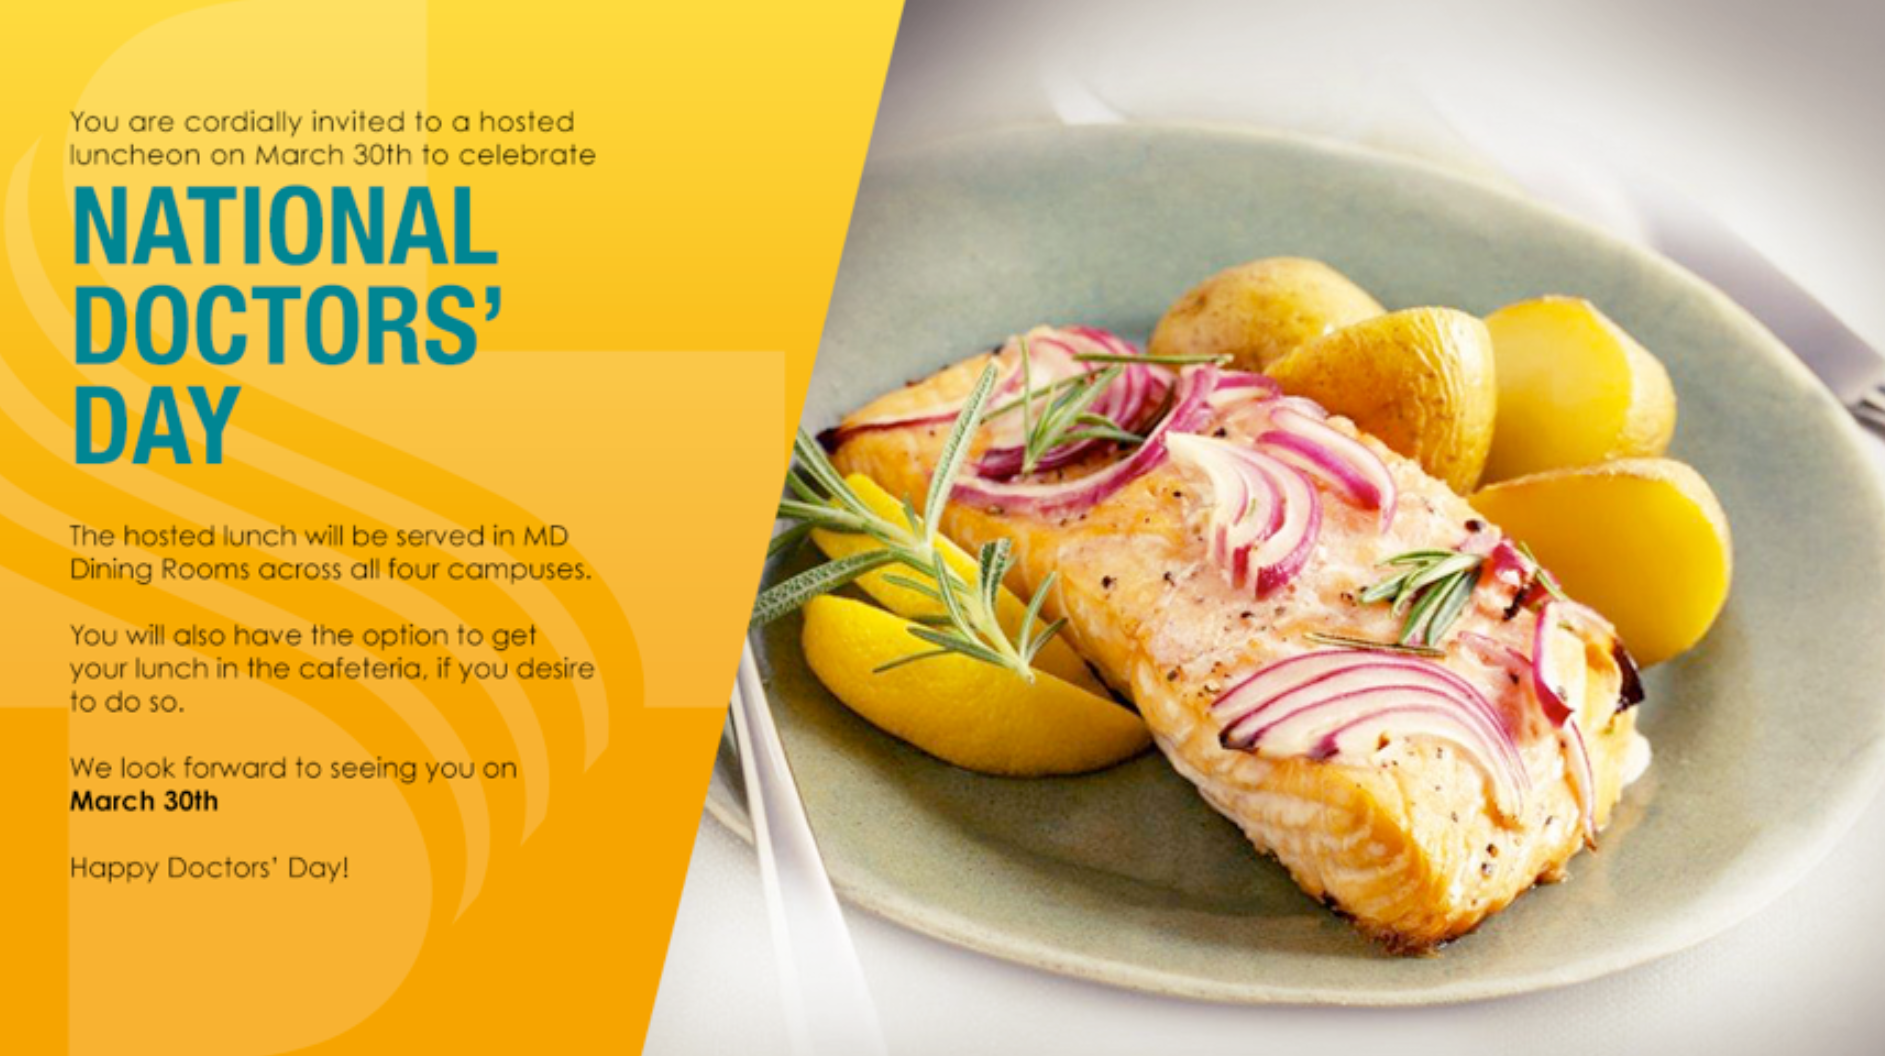 You are cordially invited to a hosted
luncheon on March 30th to celebrate
NATIONAL
DOCTORS’
DAY
The hosted lunch will be served in MD
Dining Rooms across all four campuses.
You will also have the option to get
your lunch in the cafeteria, if you desire
to do so.
We look forward to seeing you on
March 30th
Happy Doctors’ Day!